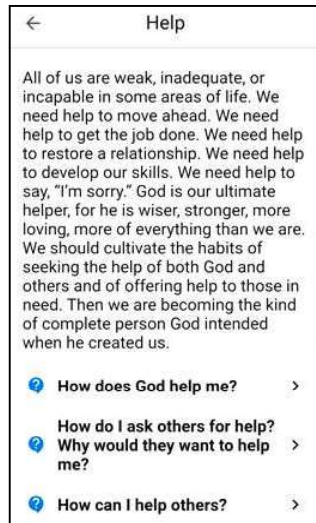 Help
All of us are weak, inadequate, or
incapable in some areas of life. We
need help to move ahead. We need
help to get the job done. We need help
to restore a relationship. We need help
to develop our skills. We need help to
say, “I’m sorry.” God is our ultimate
helper, for he is wiser, stronger, more
loving, more of everything than we are.
We should cultivate the habits of
seeking the help of both God and
others and of offering help to those in
need. Then we are becoming the kind
of complete person God intended
when he created us.
How does God help me?
How do I ask others for help?
Why would they want to help
me?
How can I help others?